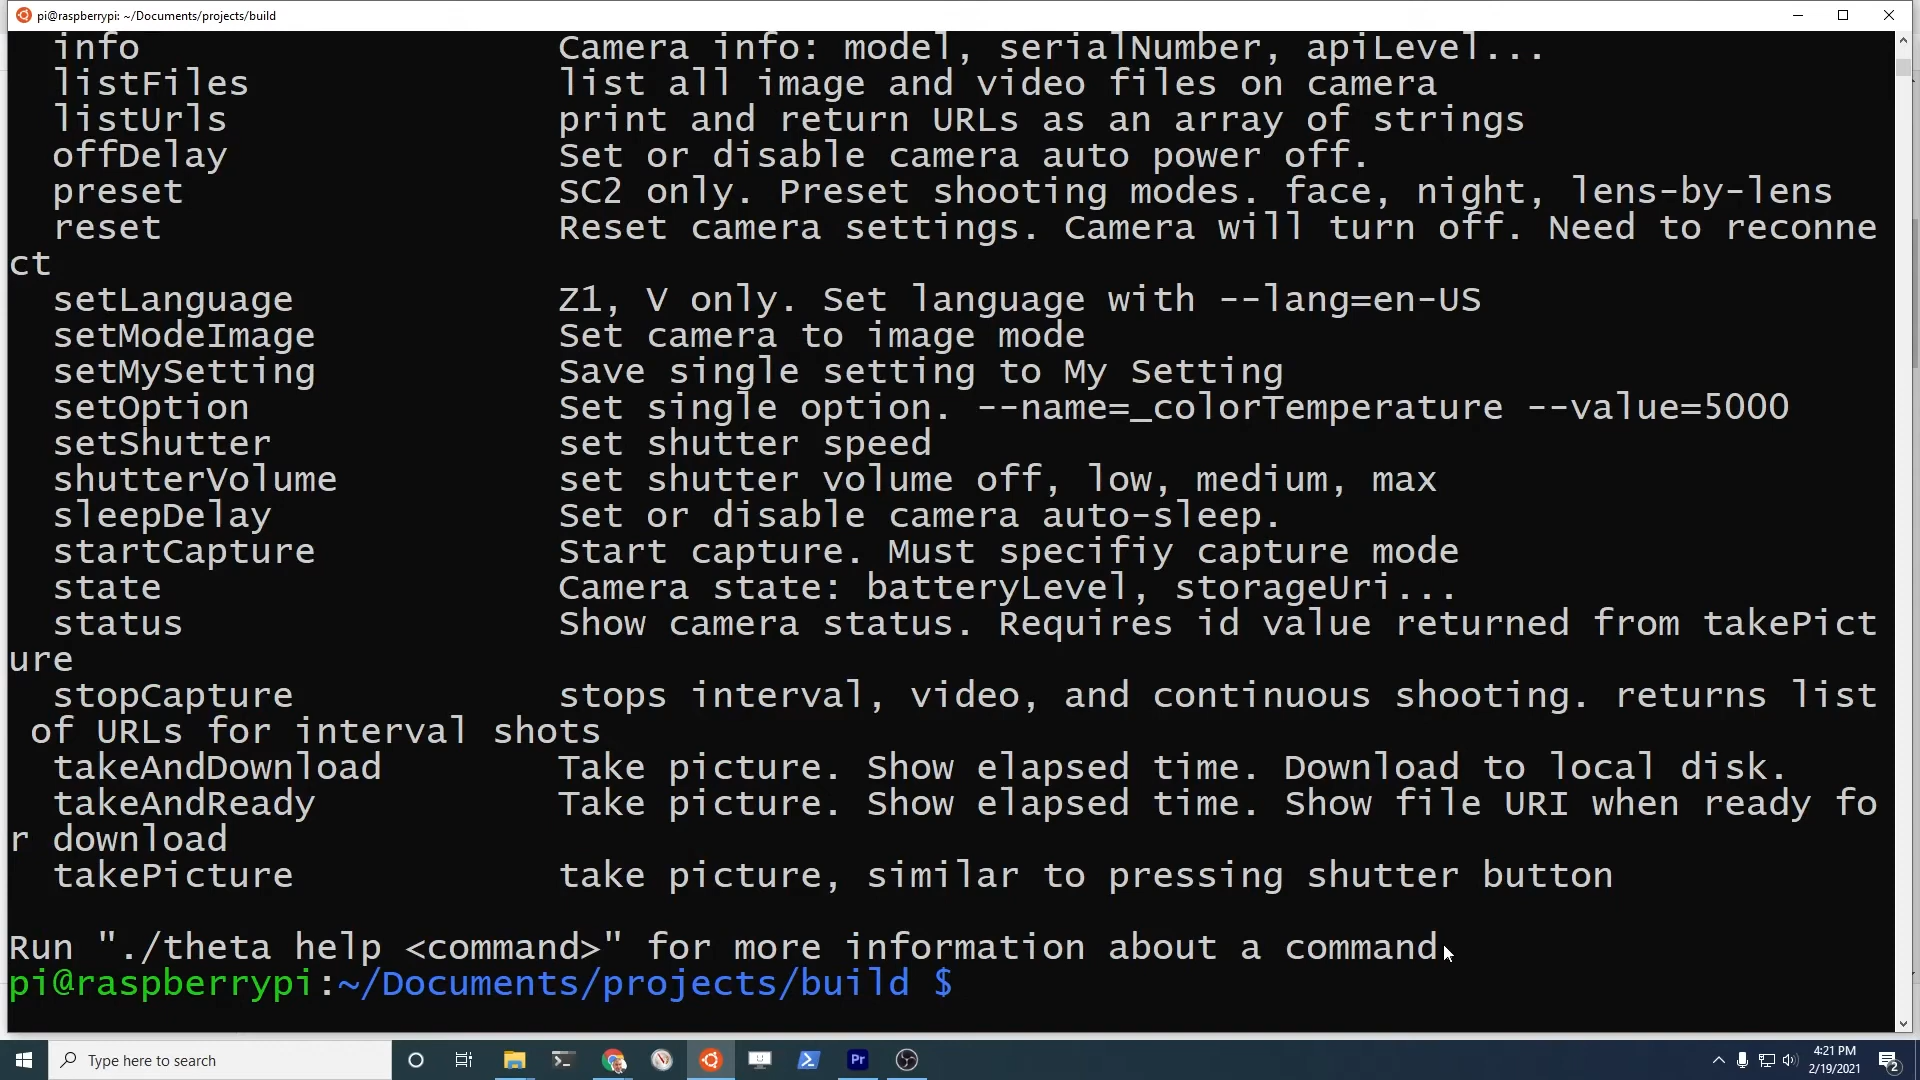 pi@raspberrypi: ~/Documents/projects/build
info Camera info: model, serialNumber, apiLevel...
listFiles list all image and video files on camera
listUrls print and return URLs as an array of strings
offDelay Set or disable camera auto power off.
preset SC2 only. Preset shooting modes. face, night, lens-by-lens
reset Reset camera settings. Camera will turn off. Need to reconne
ct
setLanguage Z1, V only. Set language with --lang=en-US
setModeImage Set camera to image mode
setMySetting Save single setting to My Setting
setOption Set single option. --name=_colorTemperature --value=5000
setShutter set shutter speed
shutterVolume set shutter volume off, low, medium, max
sleepDelay Set or disable camera auto-sleep.
startCapture Start capture. Must specifiy capture mode
state Camera state: batteryLevel, storageUri...
status Show camera status. Requires id value returned from takePict
ure
stopCapture stops interval, video, and continuous shooting. returns list
of URLs for interval shots
takeAndDownload Take picture. Show elapsed time. Download to local disk.
takeAndReady Take picture. Show elapsed time. Show file URI when ready fo
r download
takePicture take picture, similar to pressing shutter button
Run "./theta help <command>" for more information about a command.
pi@raspberrypi:~/Documents/projects/build $
Type here to search
Pr
4:21 PM
2/19/2021
2